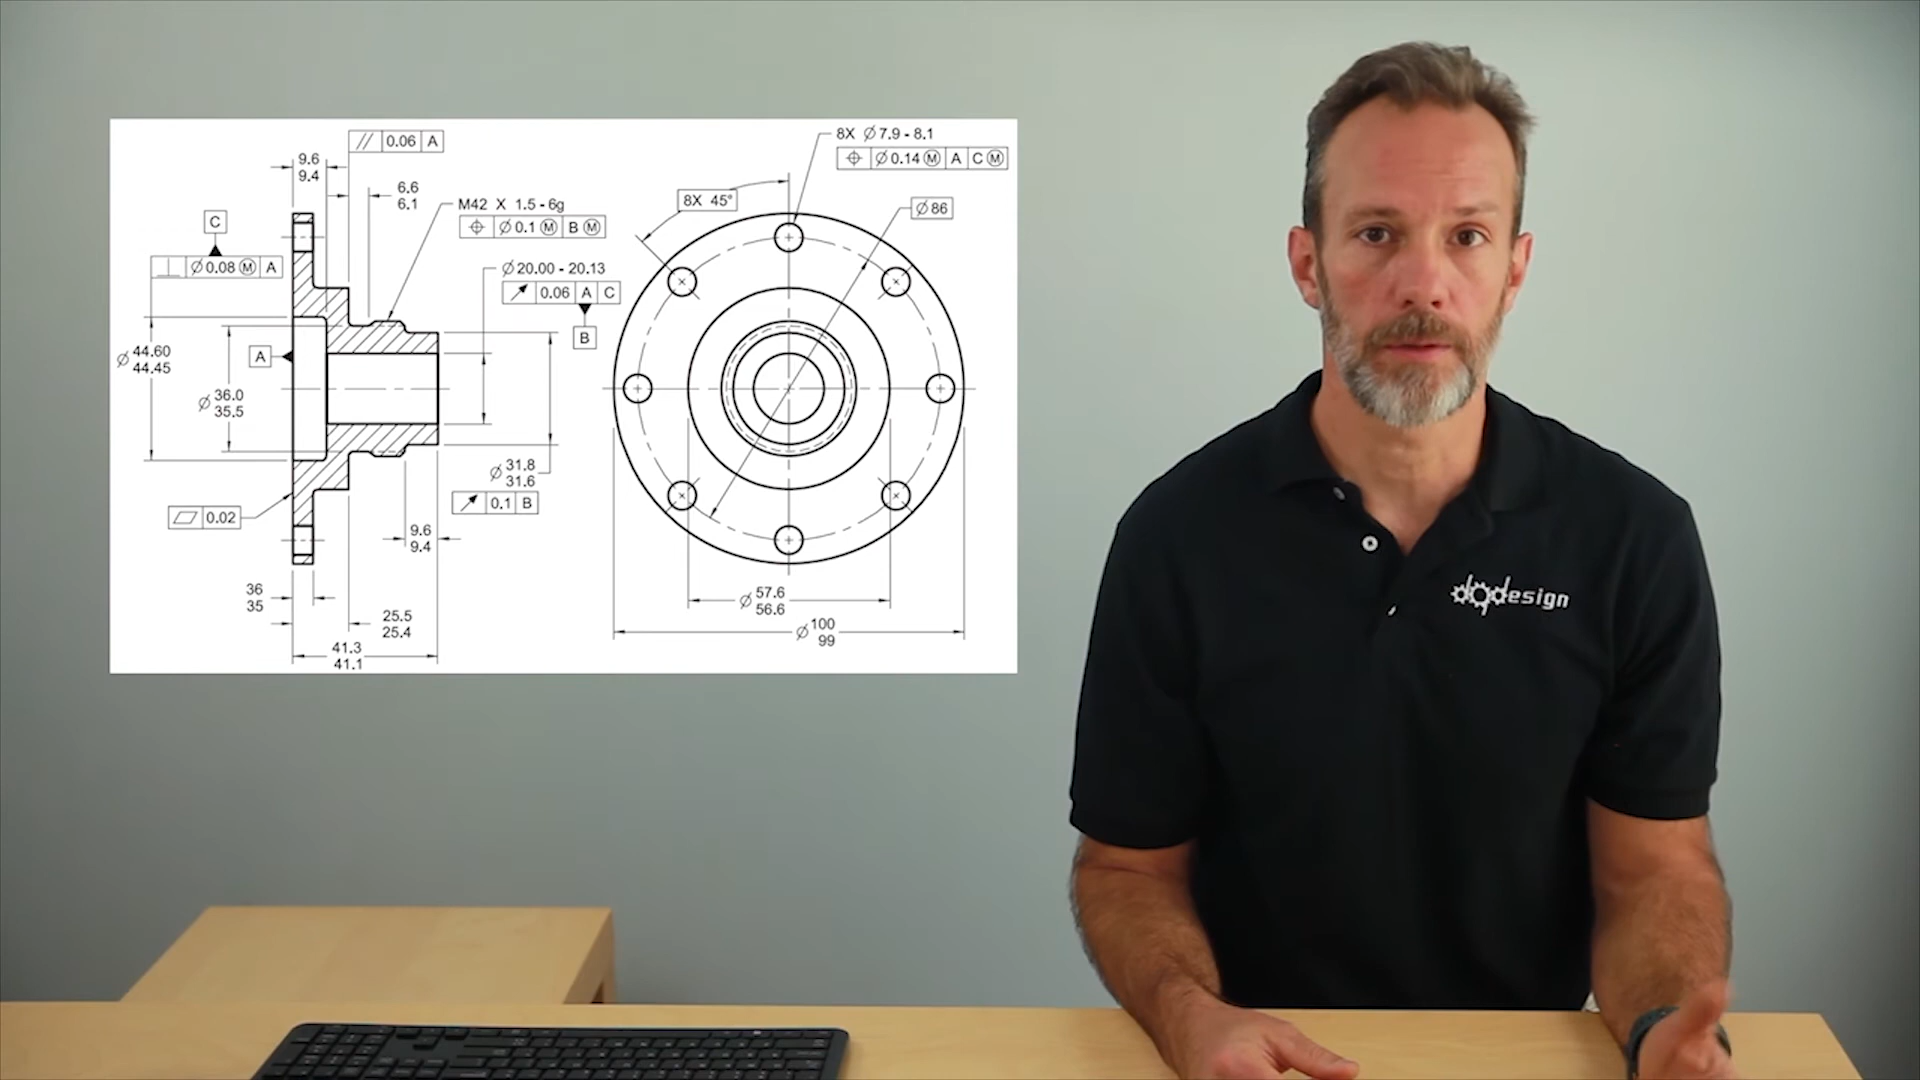 // 0.06 A
9.6
9.4
6.6
6.1
C
⊥ ⌀0.08 Ⓜ A
M42 X 1.5 - 6g
⌖ ⌀0.1 Ⓜ B Ⓜ
⌀20.00 - 20.13
↗ 0.06 A C
B
A
⌀ 44.60
44.45
⌀ 36.0
35.5
⌀ 31.8
31.6
↗ 0.1 B
⏥ 0.02
9.6
9.4
36
35
25.5
25.4
41.3
41.1
8X ⌀7.9 - 8.1
⌖ ⌀0.14 Ⓜ A C Ⓜ
8X 45°
⌀86
⌀ 57.6
56.6
⌀ 100
99
dgdesign